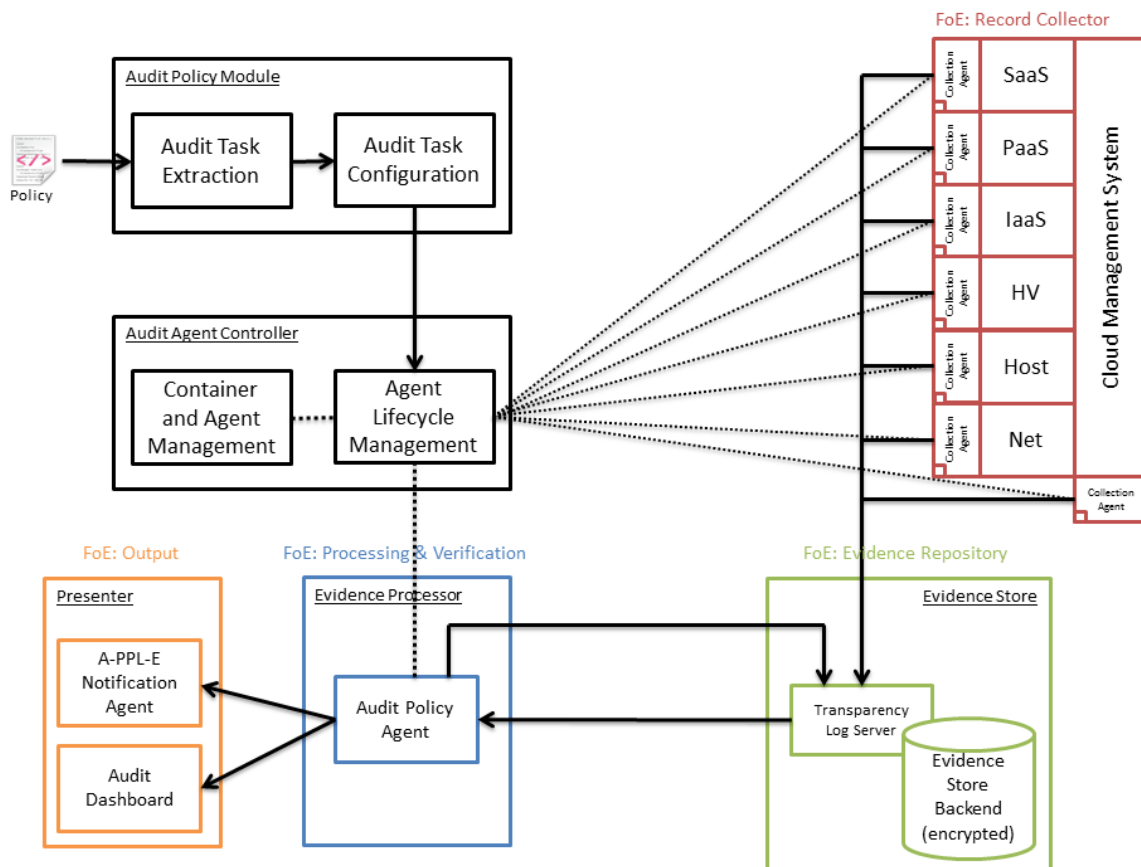 FoE: Record Collector
Audit Policy Module
</>
Policy
Audit Task
Extraction
Audit Task
Configuration
Collection
Agent
SaaS
Collection
Agent
PaaS
Collection
Agent
IaaS
Collection
Agent
HV
Collection
Agent
Host
Collection
Agent
Net
Cloud Management System
Collection
Agent
Audit Agent Controller
Container
and Agent
Management
Agent
Lifecycle
Management
FoE: Output
Presenter
A-PPL-E
Notification
Agent
Audit
Dashboard
FoE: Processing & Verification
Evidence Processor
Audit Policy
Agent
FoE: Evidence Repository
Evidence Store
Transparency
Log Server
Evidence
Store
Backend
(encrypted)